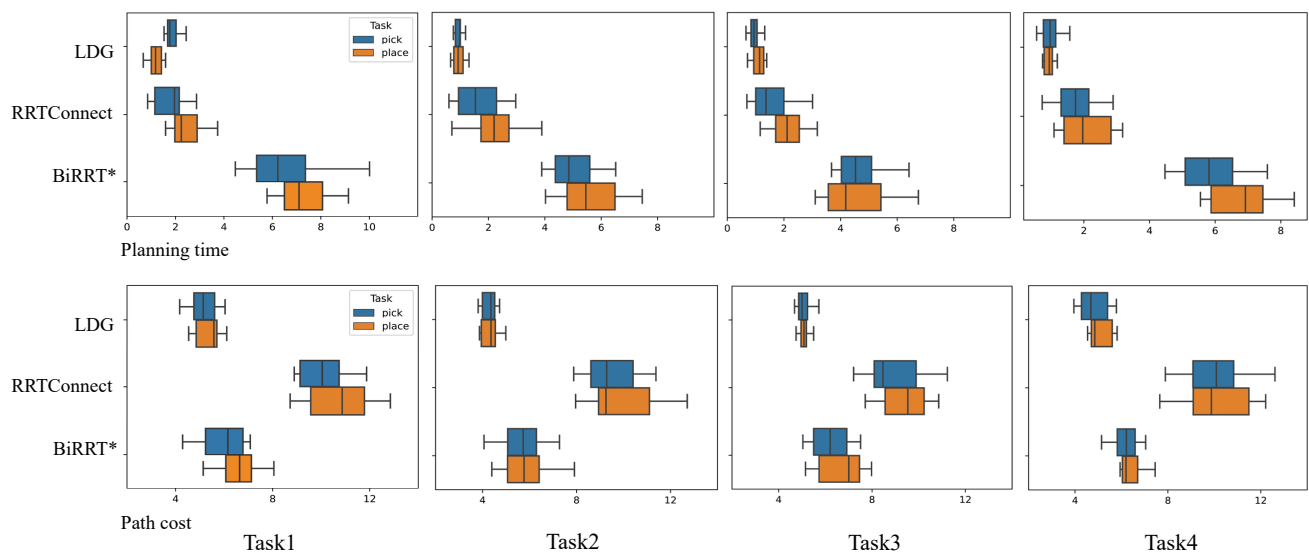 Task
pick
place
LDG
RRTConnect
BiRRT*
0 2 4 6 8 10
0 2 4 6 8
0 2 4 6 8
2 4 6 8
Planning time
Task
pick
place
LDG
RRTConnect
BiRRT*
4 8 12
4 8 12
4 8 12
4 8 12
Path cost
Task1 Task2 Task3 Task4